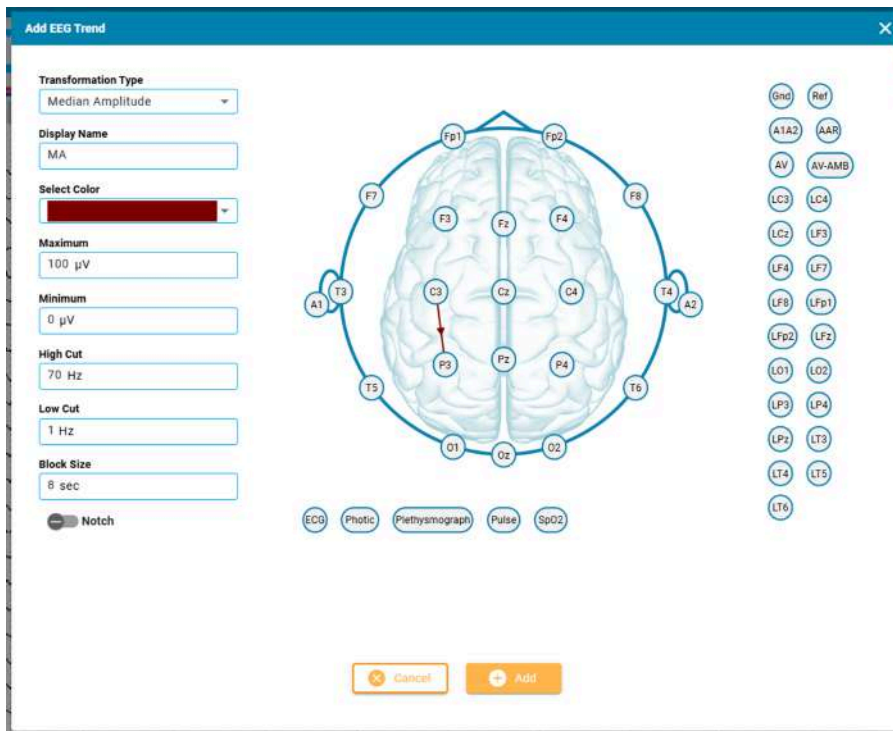 Add EEG Trend
Transformation Type
Median Amplitude
Display Name
MA
Select Color
Maximum
100 µV
Minimum
0 µV
High Cut
70 Hz
Low Cut
1 Hz
Block Size
8 sec
Notch
Fp1 Fp2
F7 F3 Fz F4 F8
A1 T3 C3 Cz C4 T4 A2
T5 P3 Pz P4 T6
O1 Oz O2
ECG Photic Plethysmograph Pulse SpO2
Gnd Ref
A1A2 AAR
AV AV-AMB
LC3 LC4
LCz LF3
LF4 LF7
LF8 LFp1
LFp2 LFz
LO1 LO2
LP3 LP4
LPz LT3
LT4 LT5
LT6
Cancel Add